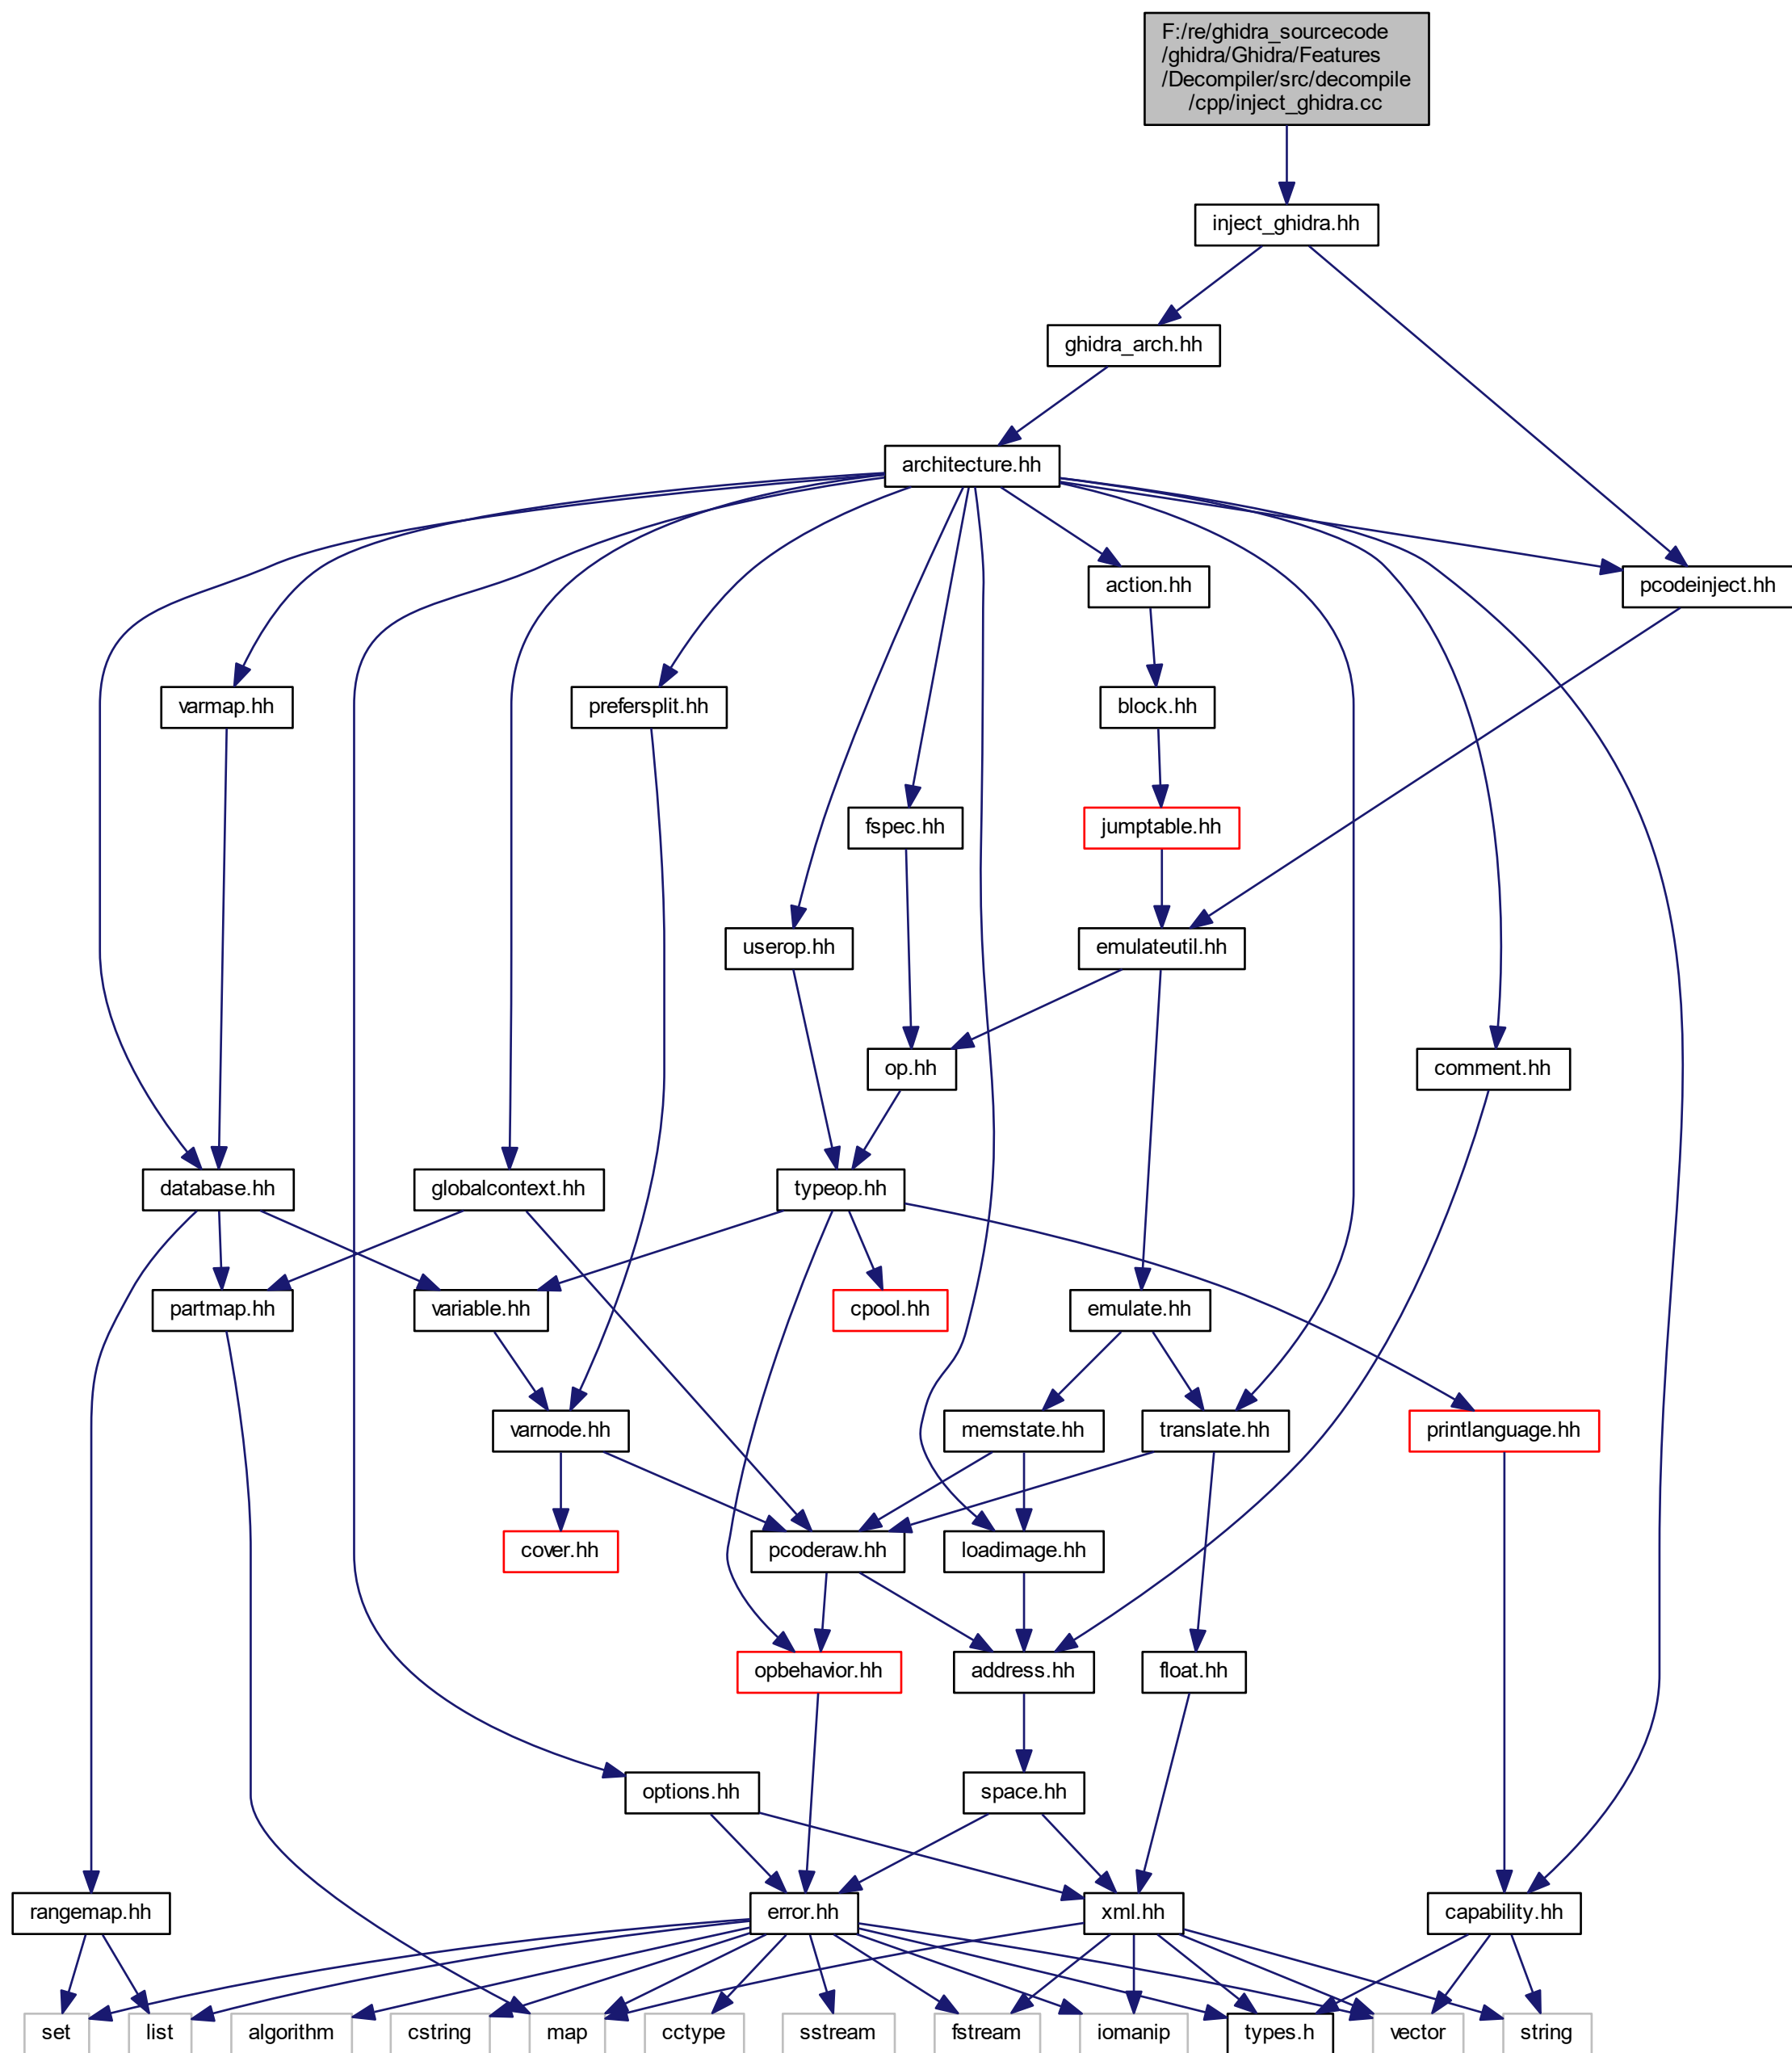 F:/re/ghidra_sourcecode
/ghidra/Ghidra/Features
/Decompiler/src/decompile
/cpp/inject_ghidra.cc
inject_ghidra.hh
ghidra_arch.hh
architecture.hh
action.hh
pcodeinject.hh
varmap.hh
prefersplit.hh
block.hh
fspec.hh
jumptable.hh
userop.hh
emulateutil.hh
op.hh
comment.hh
database.hh
globalcontext.hh
typeop.hh
partmap.hh
variable.hh
cpool.hh
emulate.hh
varnode.hh
memstate.hh
translate.hh
printlanguage.hh
cover.hh
pcoderaw.hh
loadimage.hh
opbehavior.hh
address.hh
float.hh
options.hh
space.hh
rangemap.hh
error.hh
xml.hh
capability.hh
set
list
algorithm
cstring
map
cctype
sstream
fstream
iomanip
types.h
vector
string